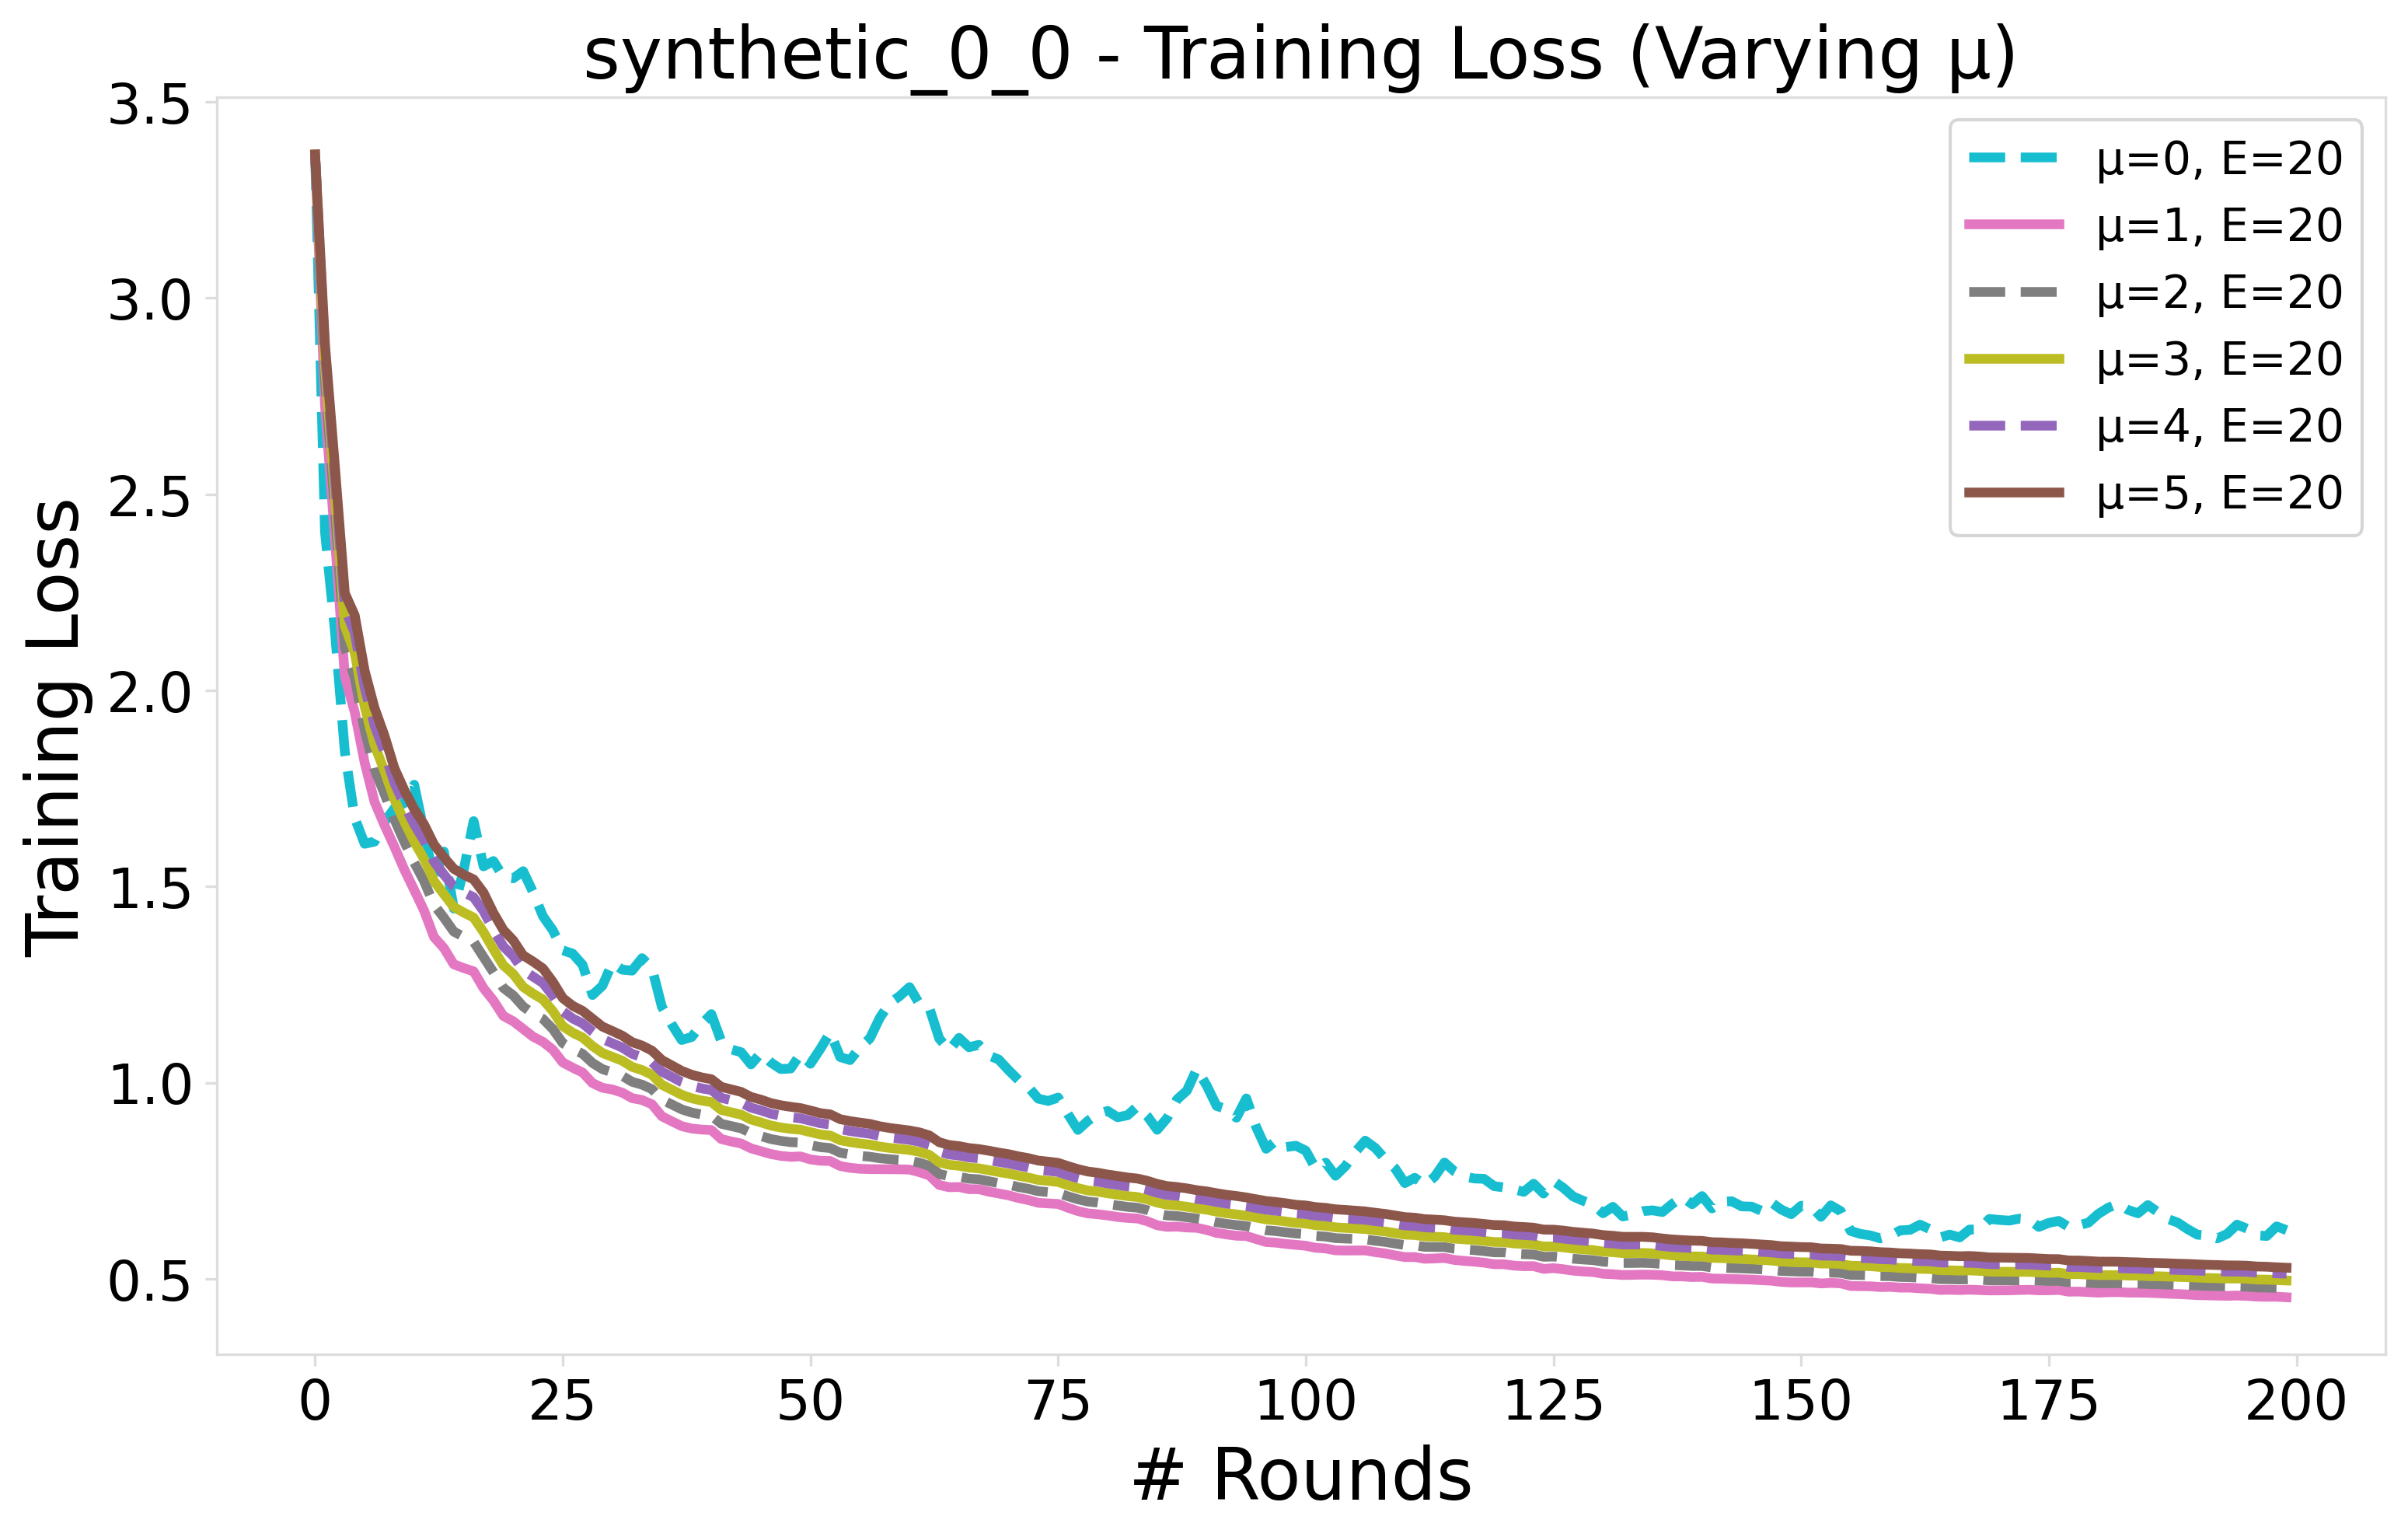 synthetic_0_0 - Training Loss (Varying μ)
3.5
3.0
2.5
2.0
1.5
1.0
0.5
Training Loss
μ=0, E=20
μ=1, E=20
μ=2, E=20
μ=3, E=20
μ=4, E=20
μ=5, E=20
0 25 50 75 100 125 150 175 200
# Rounds